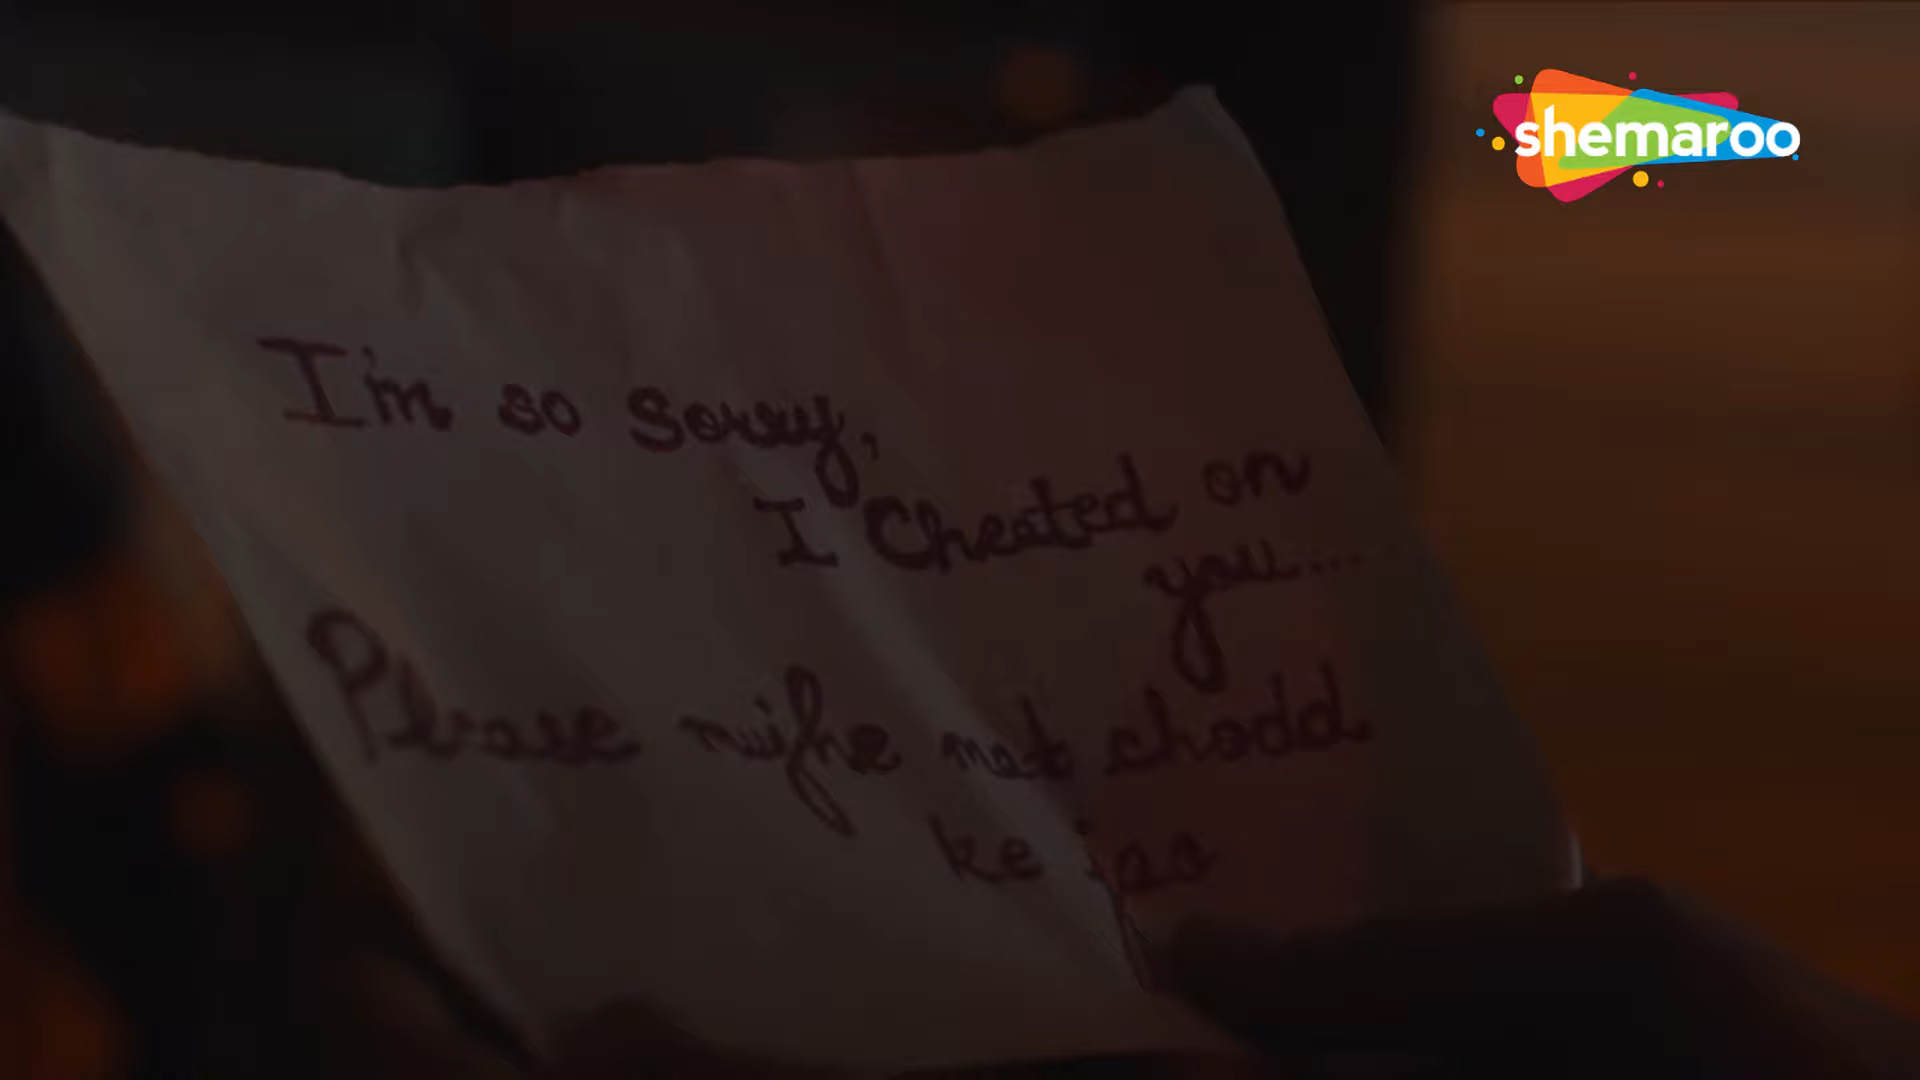 shemaroo
I'm so sorry,
I Cheated on
you...
Please mujhe mat chodd
ke jao